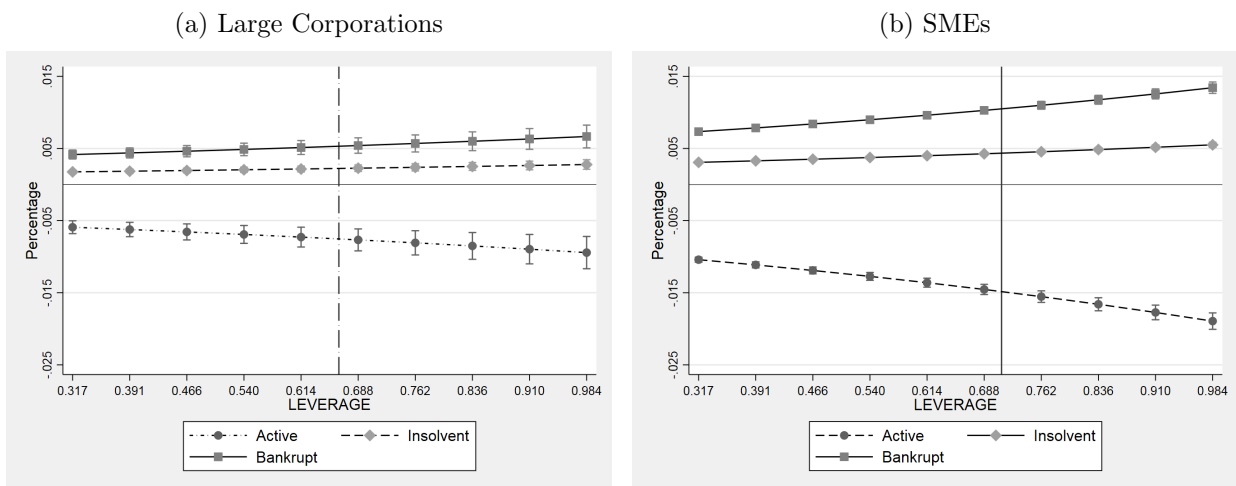 (a) Large Corporations
.015
.005
-.005
-.015
-.025
Percentage
0.317 0.391 0.466 0.540 0.614 0.688 0.762 0.836 0.910 0.984
LEVERAGE
Active Insolvent
Bankrupt
(b) SMEs
.015
.005
-.005
-.015
-.025
Percentage
0.317 0.391 0.466 0.540 0.614 0.688 0.762 0.836 0.910 0.984
LEVERAGE
Active Insolvent
Bankrupt